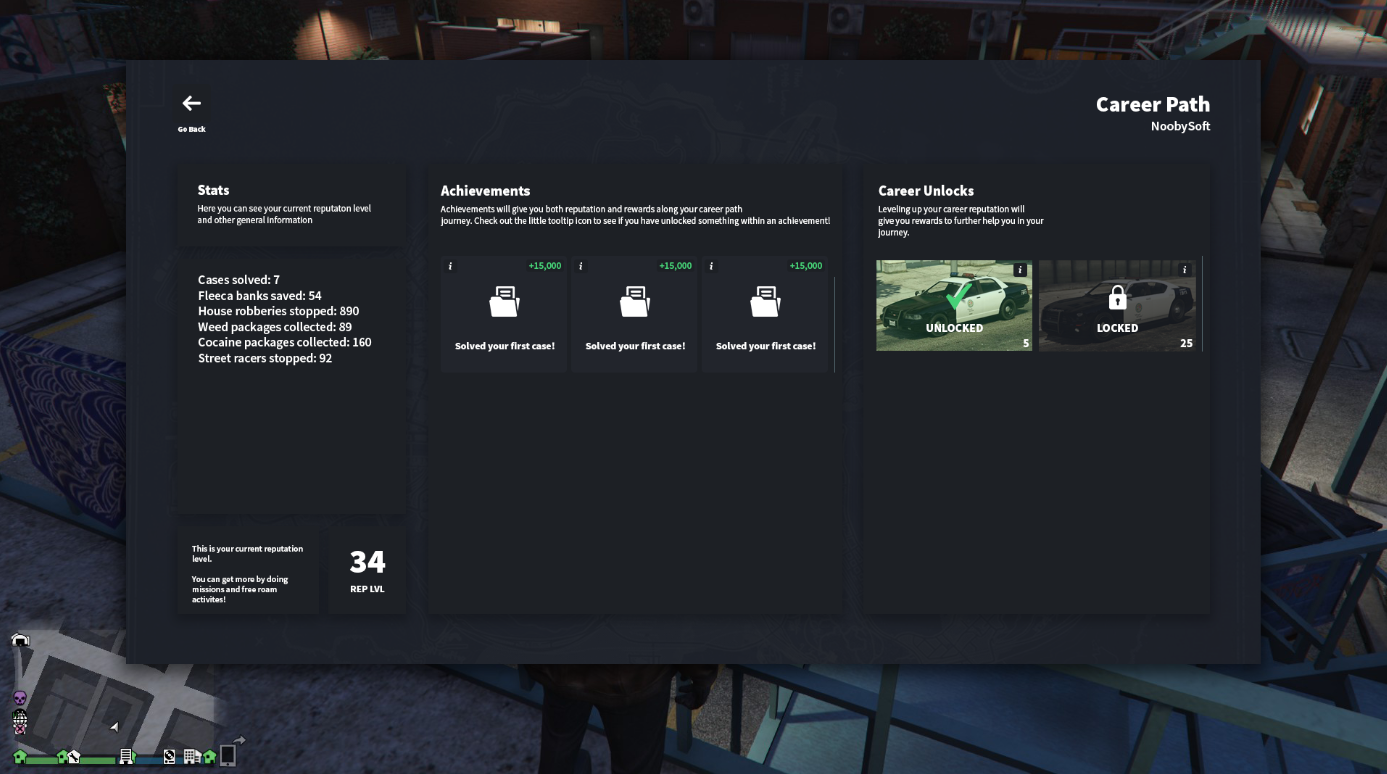 Go Back
Career Path
NoobySoft
Stats
Here you can see your current reputaton level
and other general information
Cases solved: 7
Fleeca banks saved: 54
House robberies stopped: 890
Weed packages collected: 89
Cocaine packages collected: 160
Street racers stopped: 92
This is your current reputation
level.
You can get more by doing
missions and free roam
activites!
34
REP LVL
Achievements
Achievements will give you both reputation and rewards along your career path
journey. Check out the little tooltip icon to see if you have unlocked something within an achievement!
i
+15,000
i
+15,000
i
+15,000
Solved your first case!
Solved your first case!
Solved your first case!
Career Unlocks
Leveling up your career reputation will
give you rewards to further help you in your
journey.
i
UNLOCKED
5
i
LOCKED
25